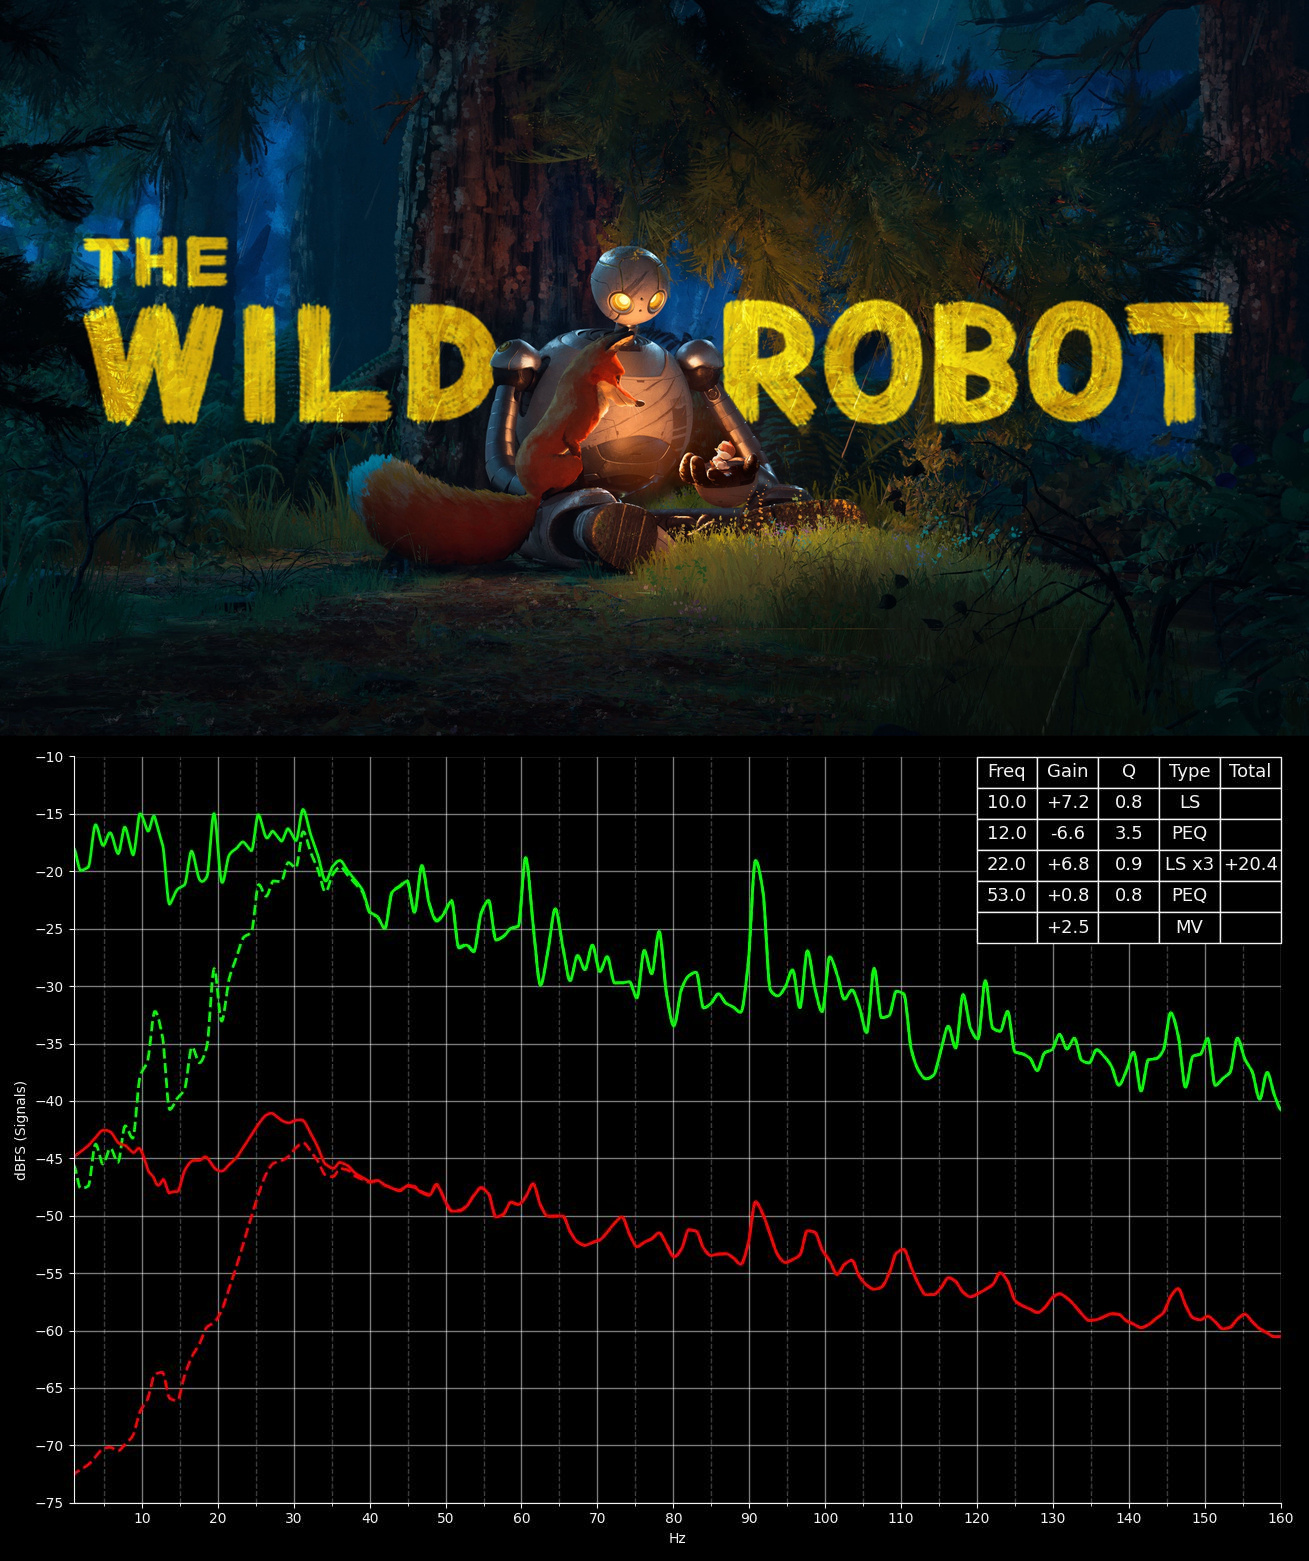 THE
WILD ROBOT
Freq Gain Q Type Total
10.0 +7.2 0.8 LS
12.0 -6.6 3.5 PEQ
22.0 +6.8 0.9 LS x3 +20.4
53.0 +0.8 0.8 PEQ
+2.5 MV
−10
−15
−20
−25
−30
−35
−40
−45
−50
−55
−60
−65
−70
−75
dBFS (Signals)
10 20 30 40 50 60 70 80 90 100 110 120 130 140 150 160
Hz